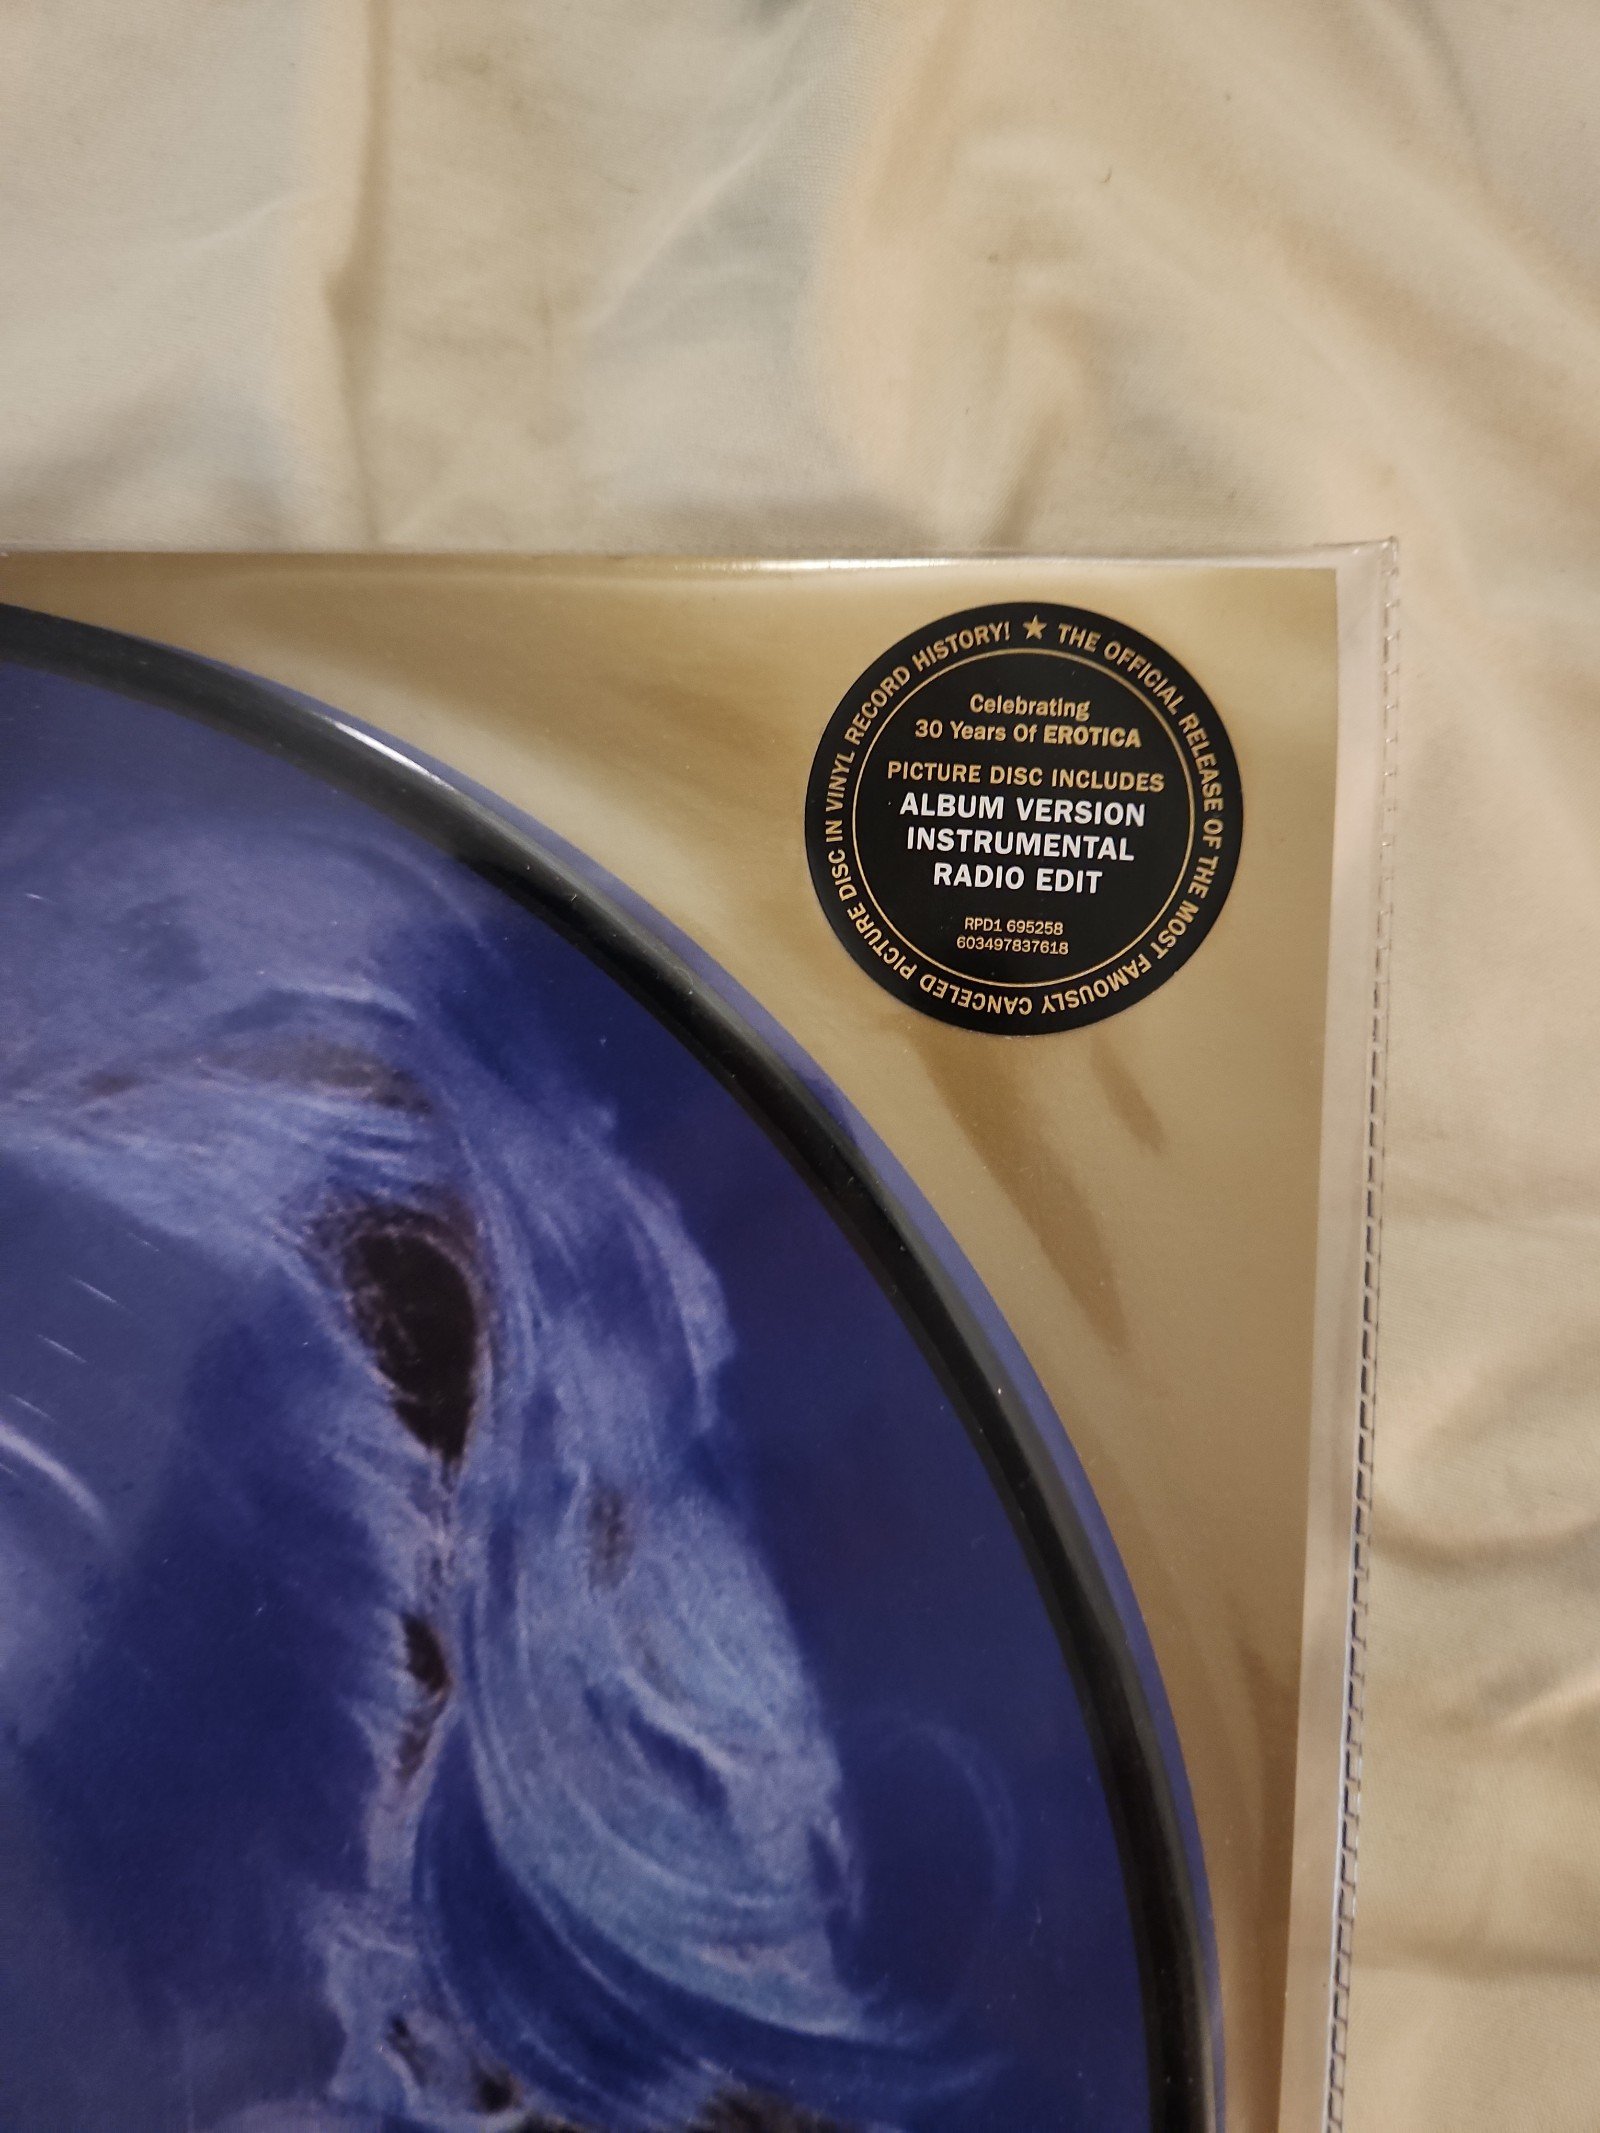 ★ THE OFFICIAL RELEASE OF THE MOST FAMOUSLY CANCELED PICTURE DISC IN VINYL RECORD HISTORY!
Celebrating
30 Years Of EROTICA
PICTURE DISC INCLUDES
ALBUM VERSION
INSTRUMENTAL
RADIO EDIT
RPD1 695258
603497837618